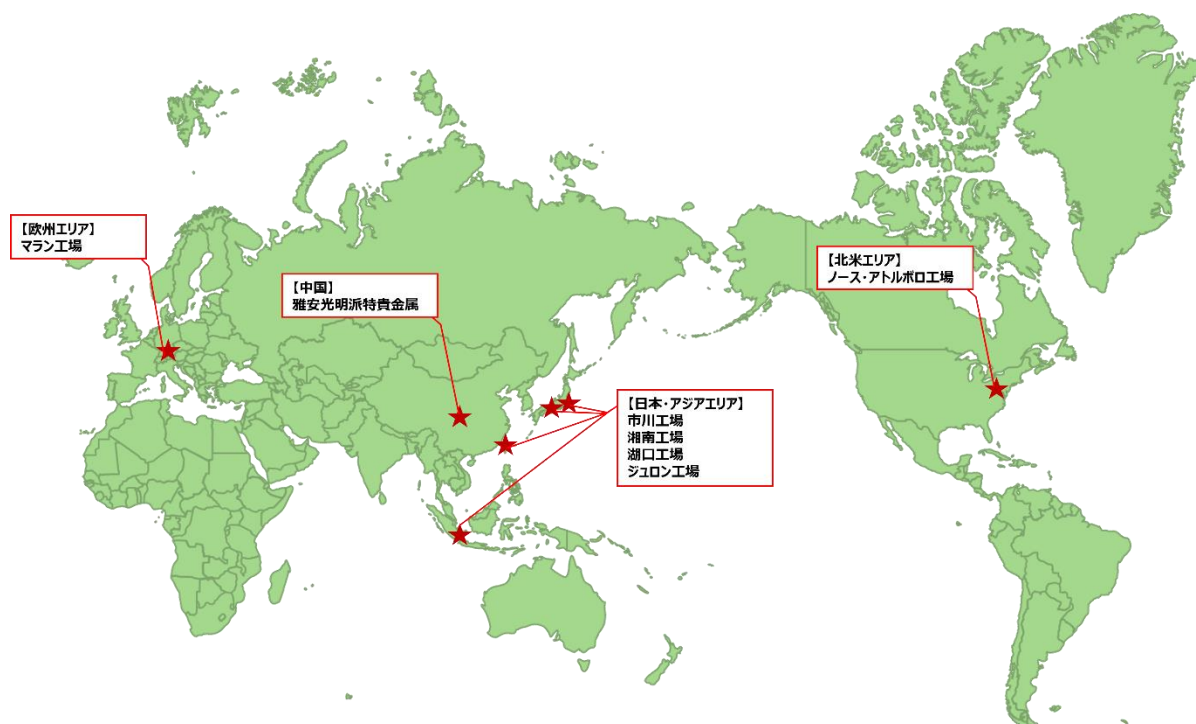 【欧州エリア】
マラン工場
【中国】
雅安光明派特貴金属
【日本・アジアエリア】
市川工場
湘南工場
湖口工場
ジュロン工場
【北米エリア】
ノース・アトルボロ工場